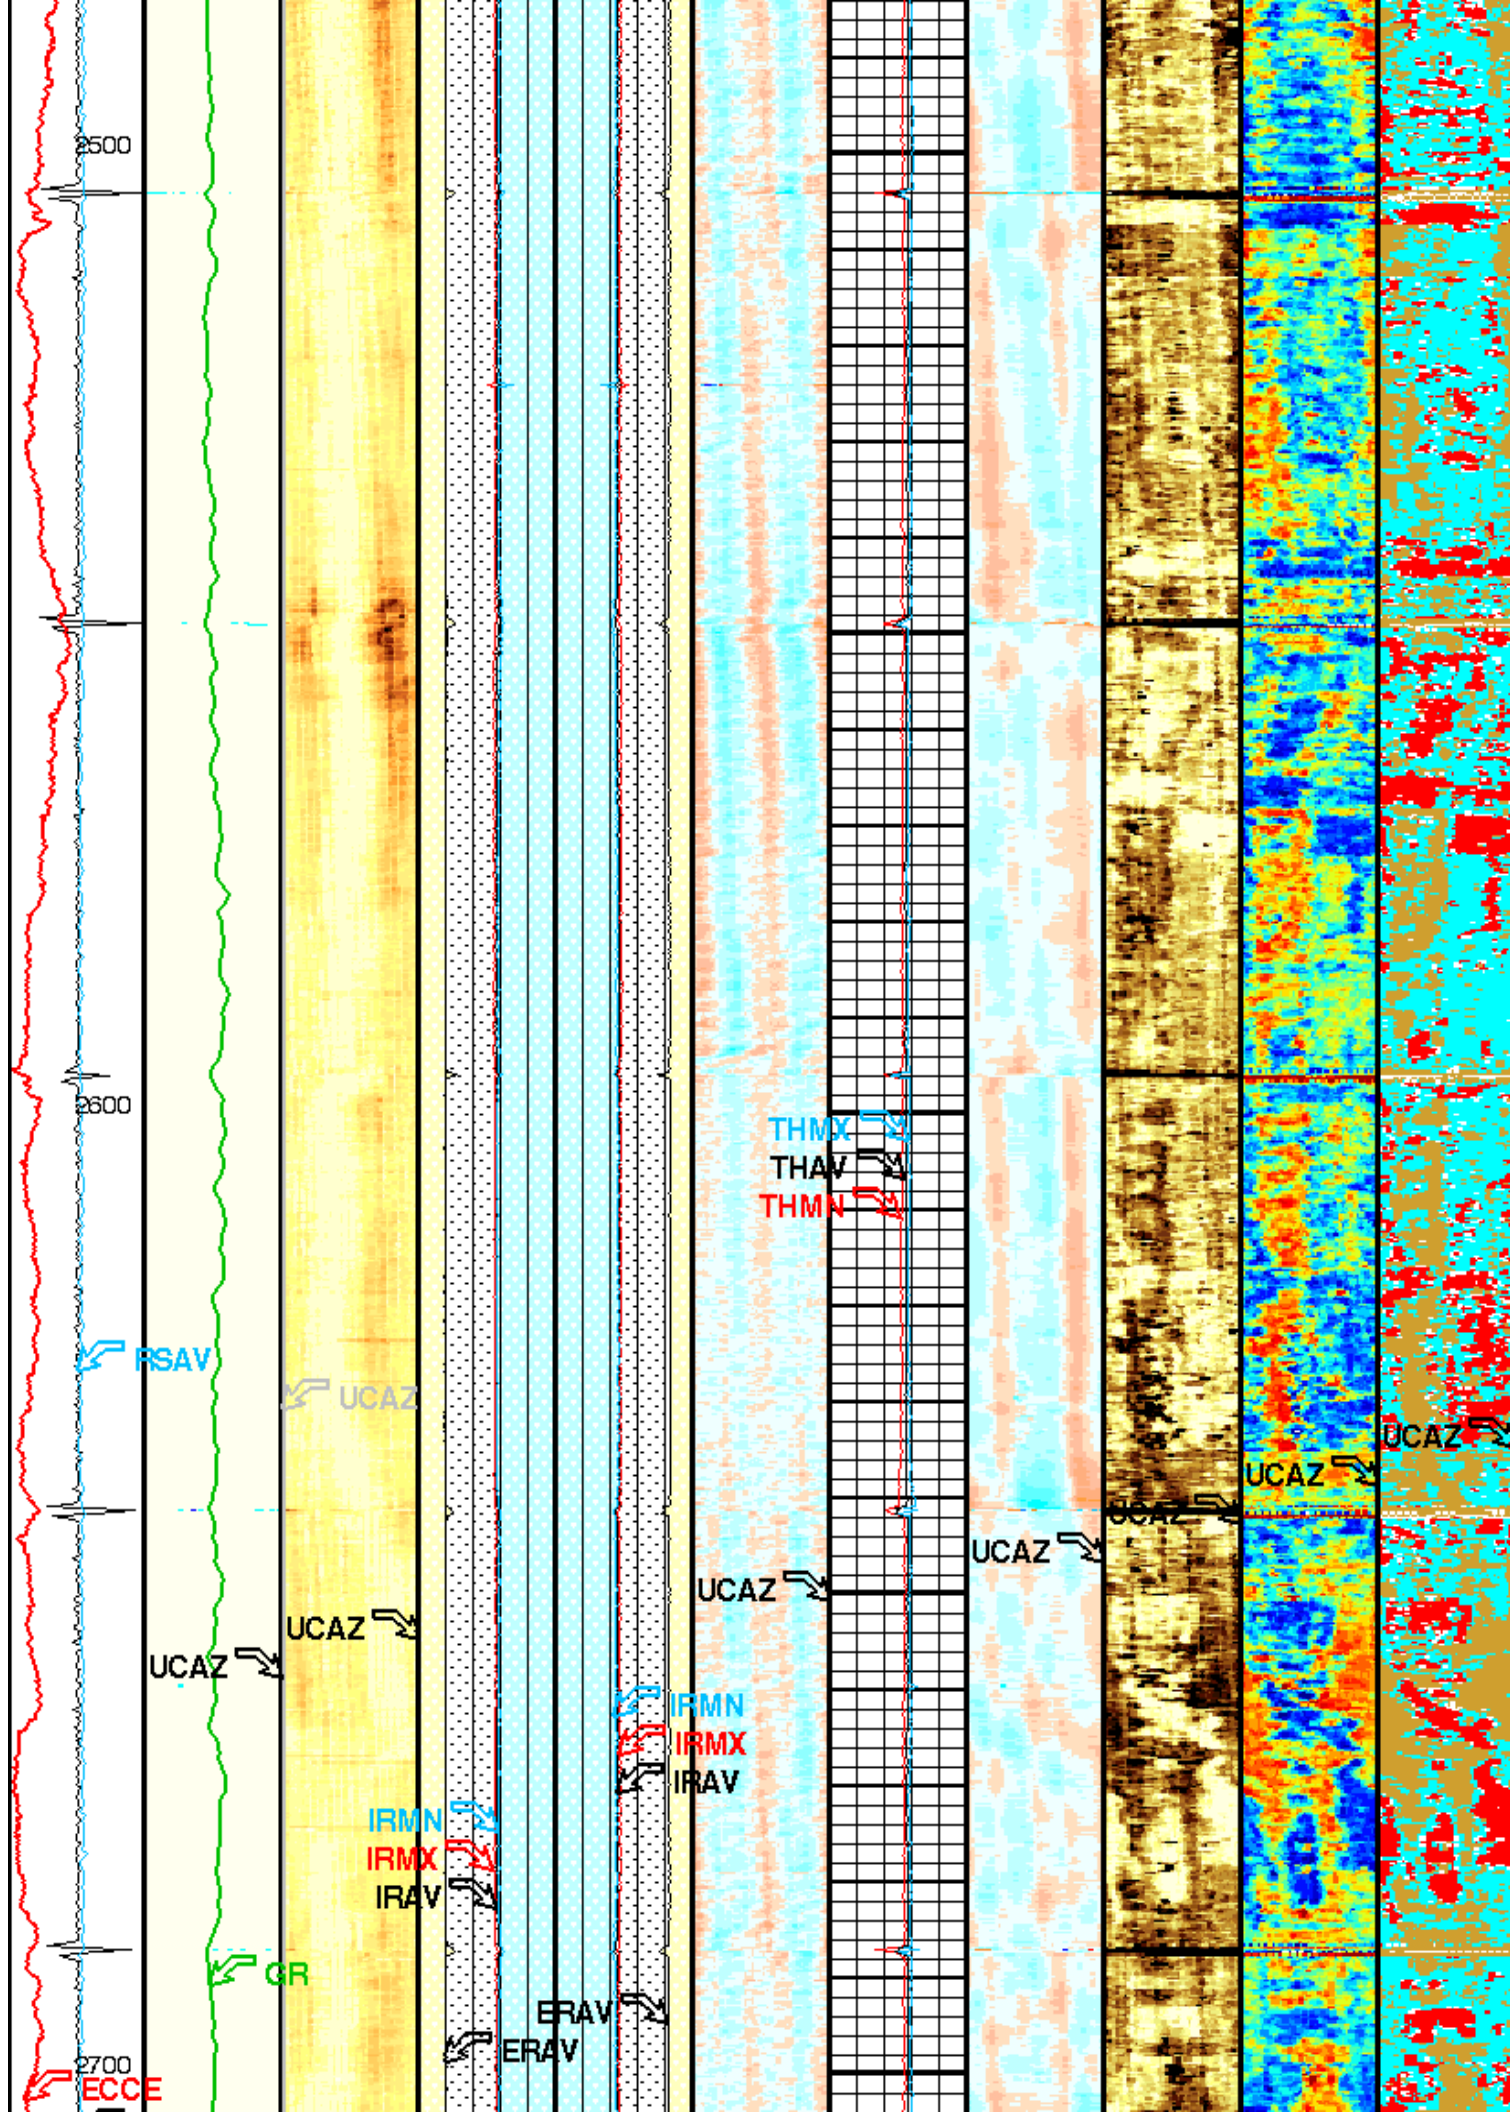 2500
2600
THMX
THAV
THMN
RSAV
UCAZ
UCAZ
UCAZ
UCAZ
UCAZ
UCAZ
UCAZ
UCAZ
IRMN
IRMX
IRAV
IRMN
IRMX
IRAV
GR
ERAV
ERAV
2700
ECCE